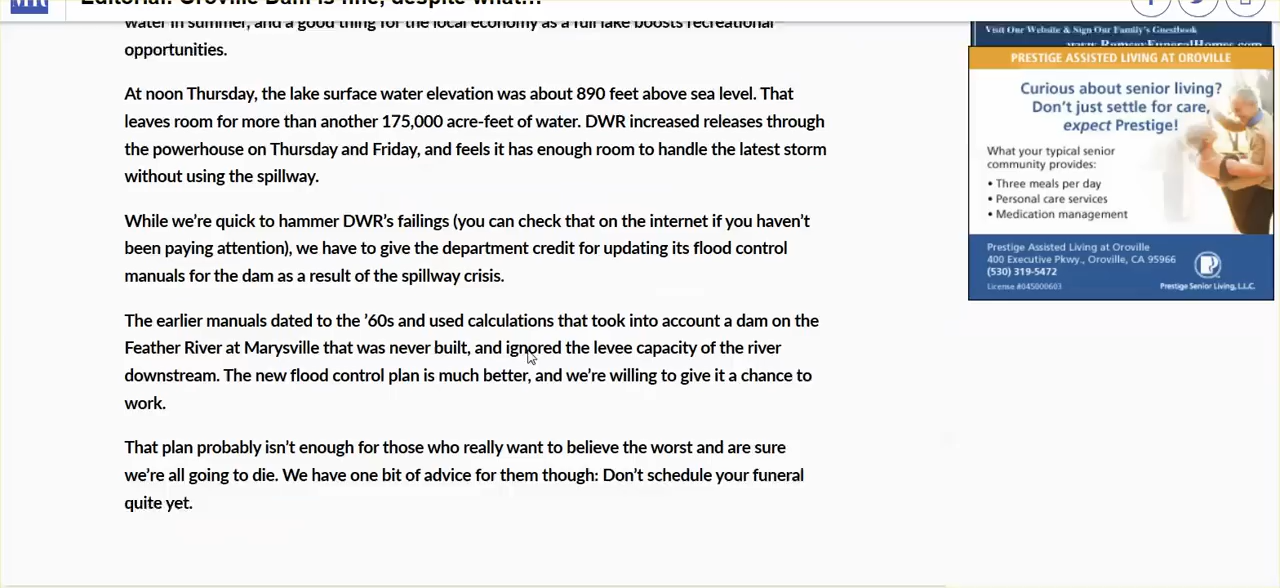 MR
Editorial: Oroville Dam is fine, despite what...
water in summer, and a good thing for the local economy as a full lake boosts recreational
opportunities.
At noon Thursday, the lake surface water elevation was about 890 feet above sea level. That
leaves room for more than another 175,000 acre-feet of water. DWR increased releases through
the powerhouse on Thursday and Friday, and feels it has enough room to handle the latest storm
without using the spillway.
While we’re quick to hammer DWR’s failings (you can check that on the internet if you haven’t
been paying attention), we have to give the department credit for updating its flood control
manuals for the dam as a result of the spillway crisis.
The earlier manuals dated to the ’60s and used calculations that took into account a dam on the
Feather River at Marysville that was never built, and ignored the levee capacity of the river
downstream. The new flood control plan is much better, and we’re willing to give it a chance to
work.
That plan probably isn’t enough for those who really want to believe the worst and are sure
we’re all going to die. We have one bit of advice for them though: Don’t schedule your funeral
quite yet.
Visit Our Website & Sign Our Family's Guestbook
www.RamsayFuneralHomes.com
PRESTIGE ASSISTED LIVING AT OROVILLE
Curious about senior living?
Don't just settle for care,
expect Prestige!
What your typical senior
community provides:
• Three meals per day
• Personal care services
• Medication management
Prestige Assisted Living at Oroville
400 Executive Pkwy., Oroville, CA 95966
(530) 319-5472
License #045000603
Prestige Senior Living, L.L.C.